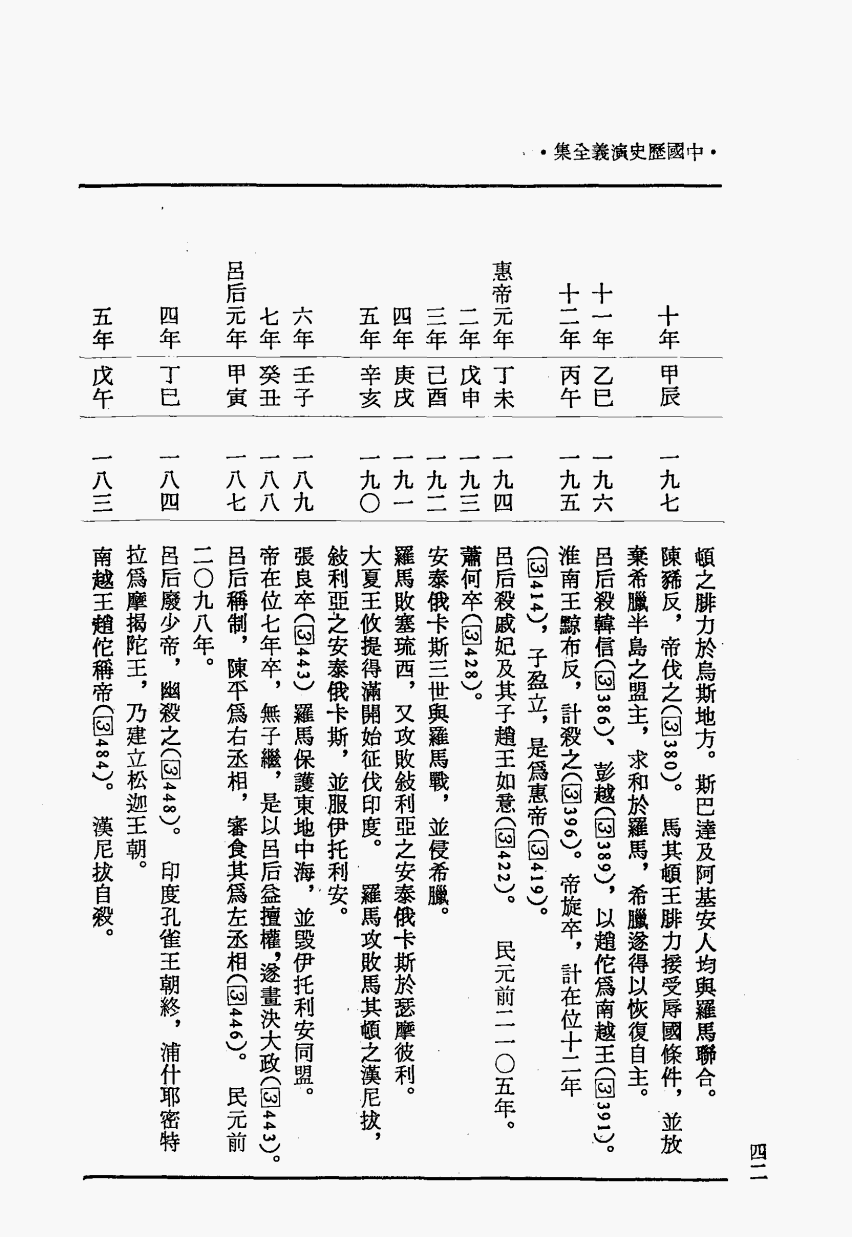 •中國歷史演義全集•
四二
頓之腓力於烏斯地方。斯巴達及阿基安人均與羅馬聯合。
十年 甲辰 一九七 陳豨反，帝伐之(3380)。 馬其頓王腓力接受辱國條件，並放
棄希臘半島之盟主，求和於羅馬，希臘遂得以恢復自主。
十一年 乙巳 一九六 呂后殺韓信(3386)、彭越(3389)，以趙佗爲南越王(3391)。
十二年 丙午 一九五 淮南王黥布反，計殺之(3396)。帝旋卒，計在位十二年
(3414)，子盈立，是爲惠帝(3419)。
惠帝元年 丁未 一九四 呂后殺戚妃及其子趙王如意(3422)。 民元前二一〇五年。
二年 戊申 一九三 蕭何卒(3428)。
三年 己酉 一九二 安泰俄卡斯三世與羅馬戰，並侵希臘。
四年 庚戌 一九一 羅馬敗塞琉西，又攻敗敍利亞之安泰俄卡斯於瑟摩彼利。
五年 辛亥 一九〇 大夏王攸提得滿開始征伐印度。 羅馬攻敗馬其頓之漢尼拔，
敍利亞之安泰俄卡斯，並服伊托利安。
六年 壬子 一八九 張良卒(3443) 羅馬保護東地中海，並毀伊托利安同盟。
七年 癸丑 一八八 帝在位七年卒，無子繼，是以呂后益擅權，遂畫決大政(3443)。
呂后元年 甲寅 一八七 呂后稱制，陳平爲右丞相，審食其爲左丞相(3446)。 民元前
二〇九八年。
四年 丁巳 一八四 呂后廢少帝，幽殺之(3448)。 印度孔雀王朝終，浦什耶密特
拉爲摩揭陀王，乃建立松迦王朝。
五年 戊午 一八三 南越王趙佗稱帝(3484)。 漢尼拔自殺。